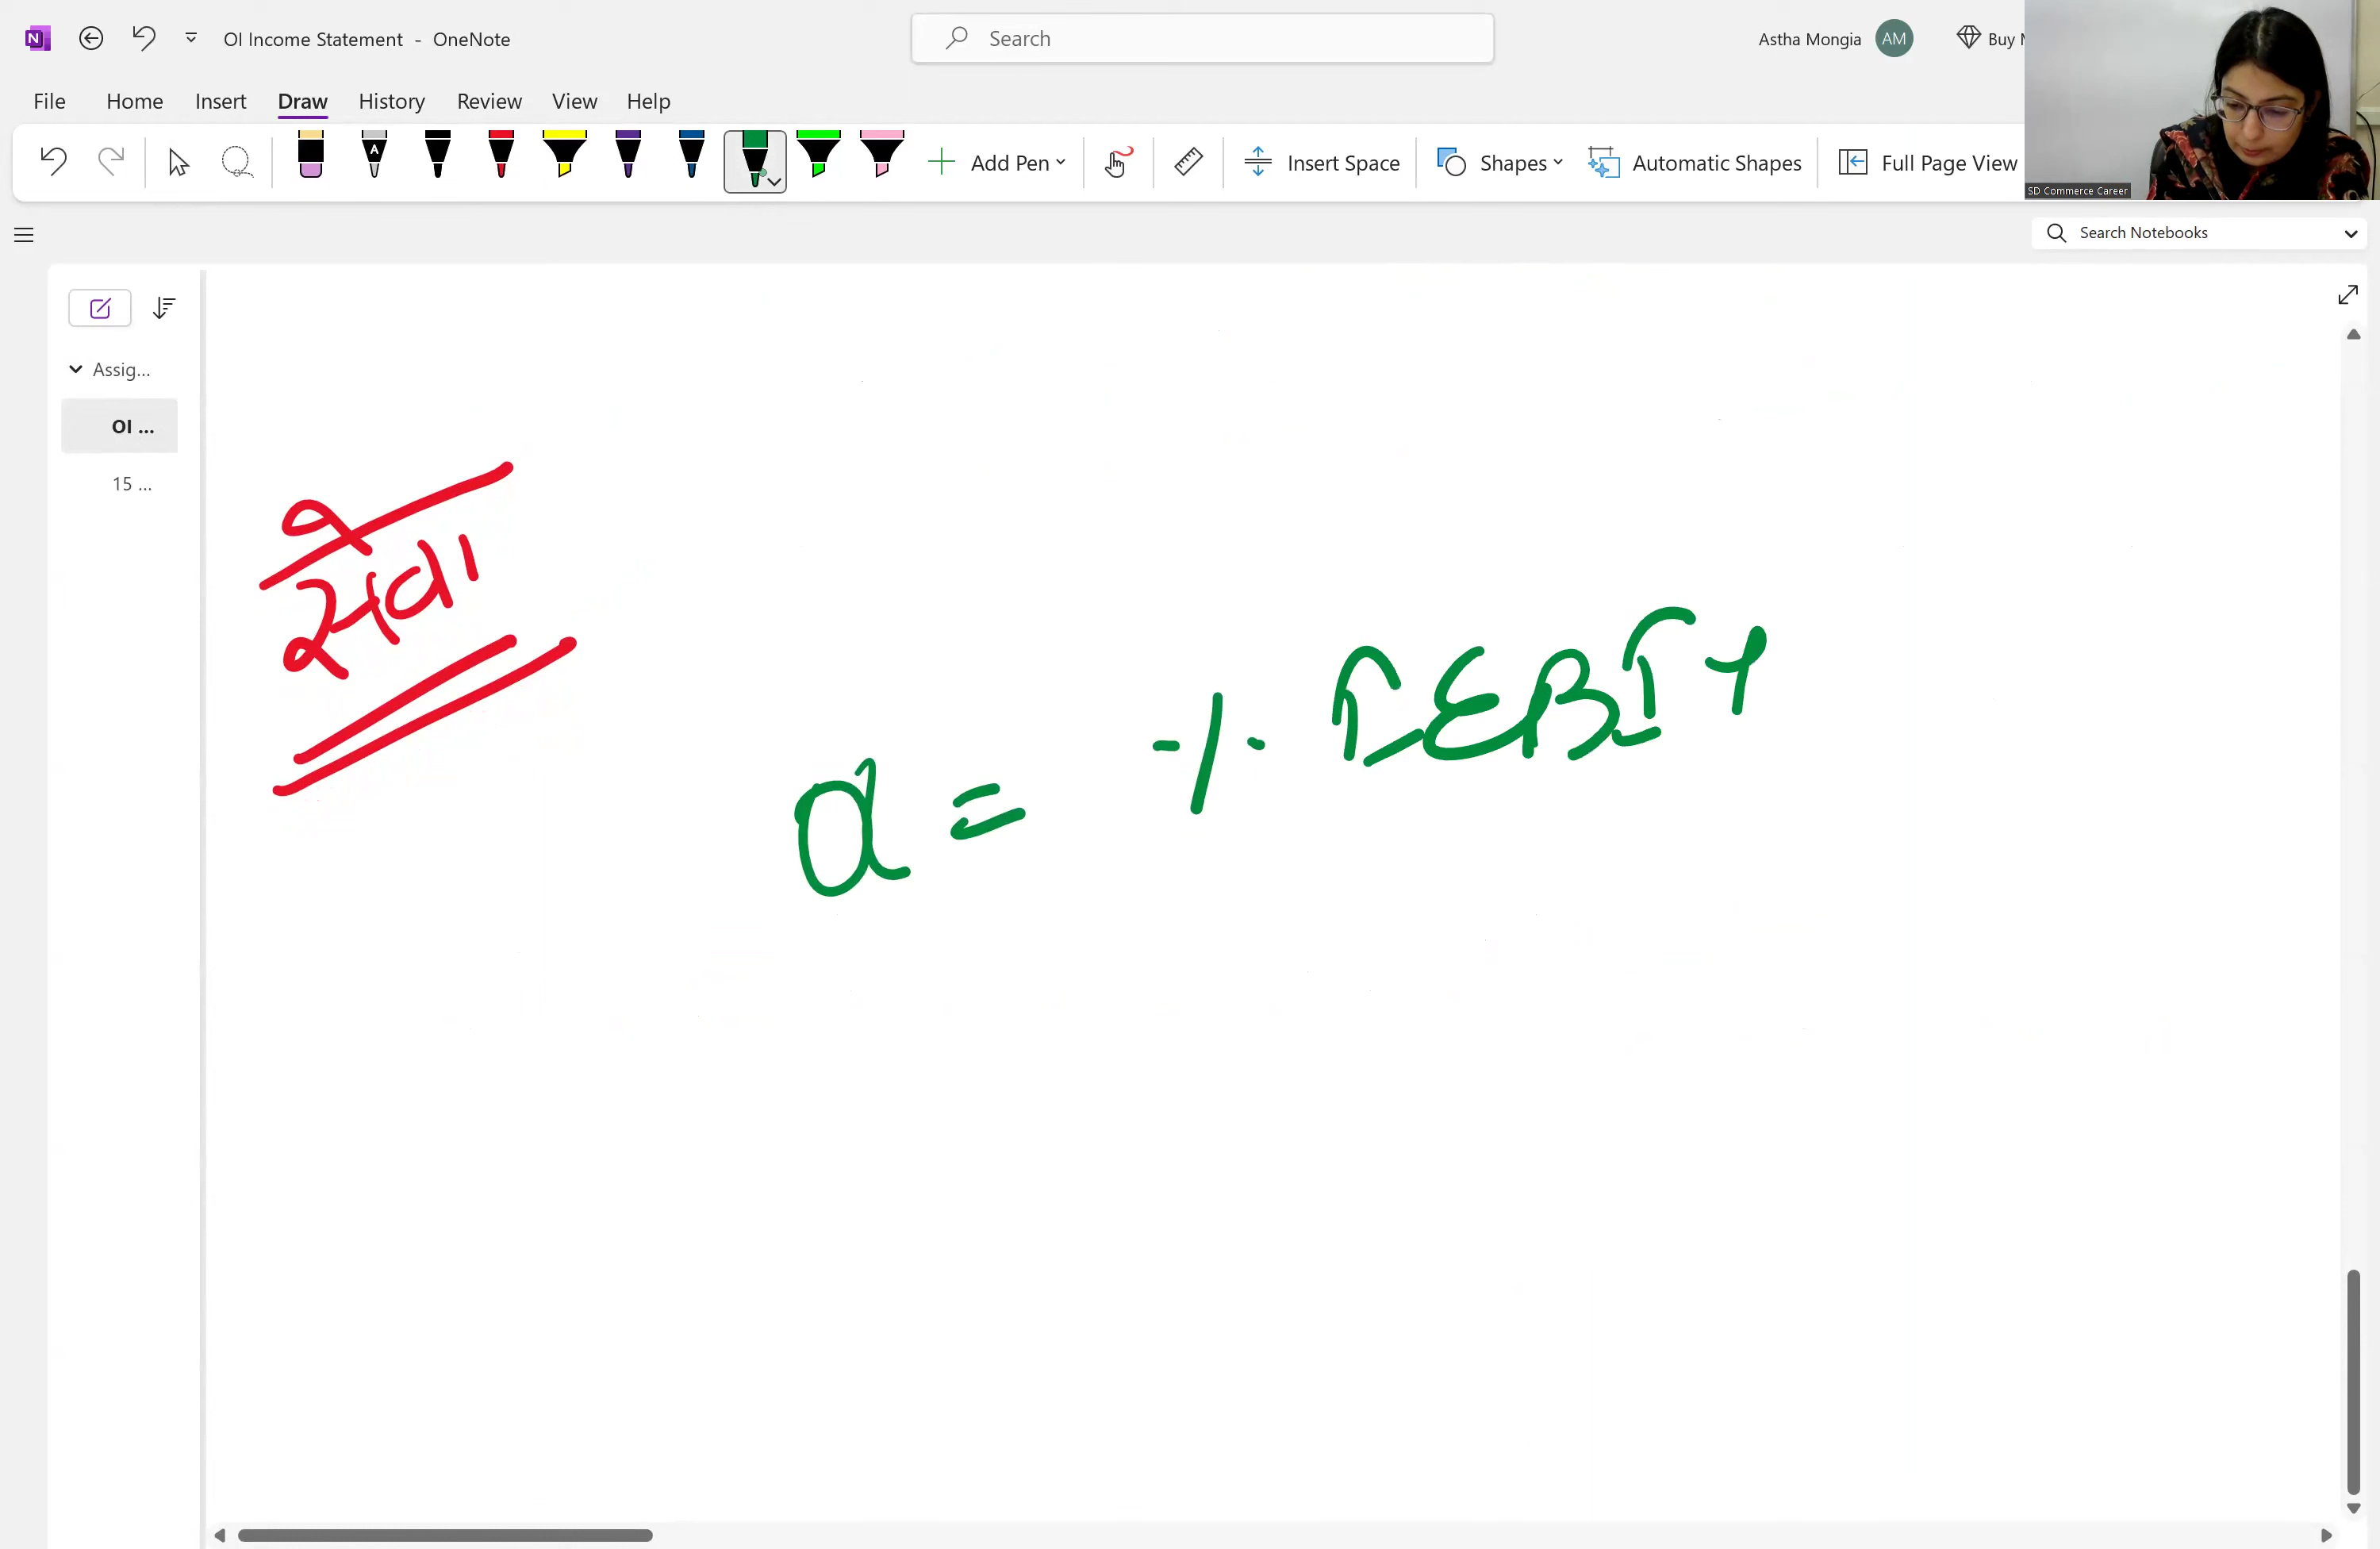 OI Income Statement - OneNote
Search
Astha Mongia AM Buy
File Home Insert Draw History Review View Help
Add Pen Insert Space Shapes Automatic Shapes Full Page View
SD Commerce Career
Search Notebooks
Assig...
OI ...
15 ...
a =